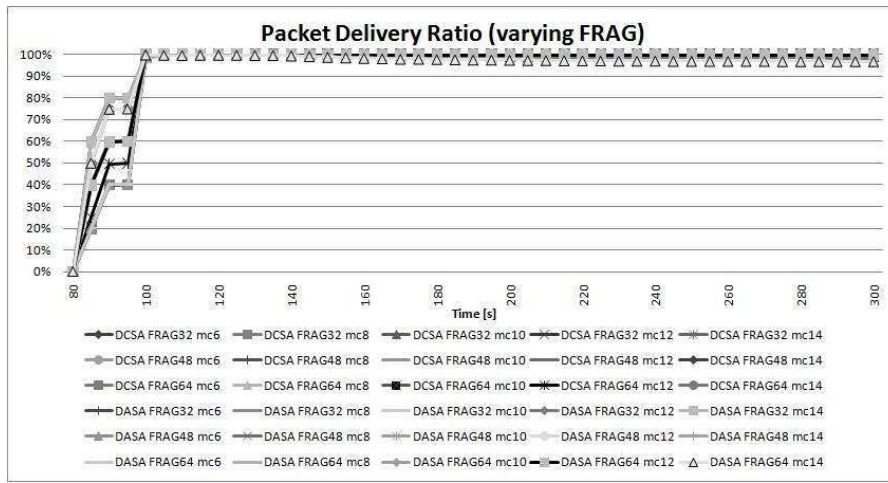 Packet Delivery Ratio (varying FRAG)
100%
90%
80%
70%
60%
50%
40%
30%
20%
10%
0%
80 100 120 140 160 180 200 220 240 260 280 300
Time [s]
DCSA FRAG32 mc6 DCSA FRAG32 mc8 DCSA FRAG32 mc10 DCSA FRAG32 mc12 DCSA FRAG32 mc14
DCSA FRAG48 mc6 DCSA FRAG48 mc8 DCSA FRAG48 mc10 DCSA FRAG48 mc12 DCSA FRAG48 mc14
DCSA FRAG64 mc6 DCSA FRAG64 mc8 DCSA FRAG64 mc10 DCSA FRAG64 mc12 DCSA FRAG64 mc14
DASA FRAG32 mc6 DASA FRAG32 mc8 DASA FRAG32 mc10 DASA FRAG32 mc12 DASA FRAG32 mc14
DASA FRAG48 mc6 DASA FRAG48 mc8 DASA FRAG48 mc10 DASA FRAG48 mc12 DASA FRAG48 mc14
DASA FRAG64 mc6 DASA FRAG64 mc8 DASA FRAG64 mc10 DASA FRAG64 mc12 DASA FRAG64 mc14